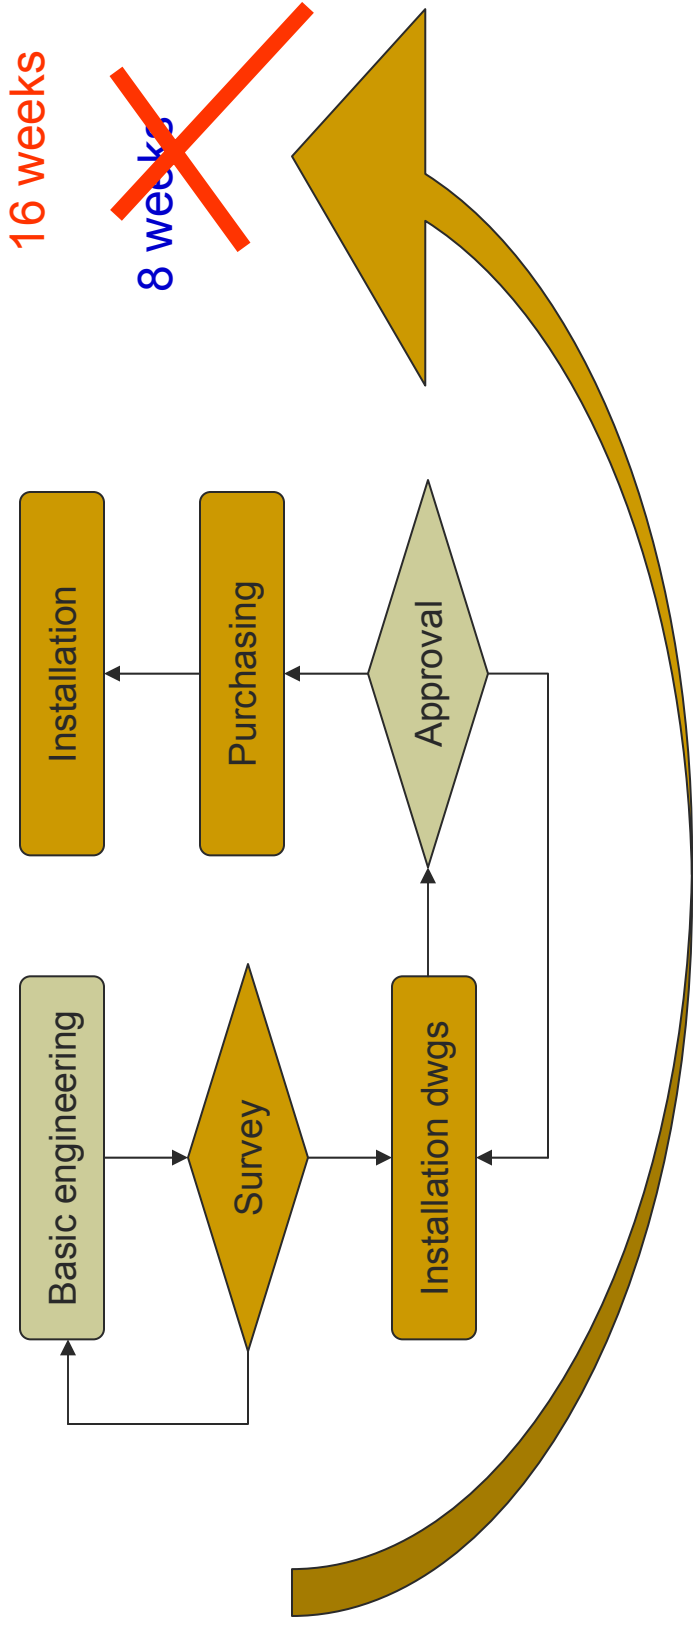 16 weeks
8 weeks
Basic engineering
Installation
Survey
Purchasing
Installation dwgs
Approval